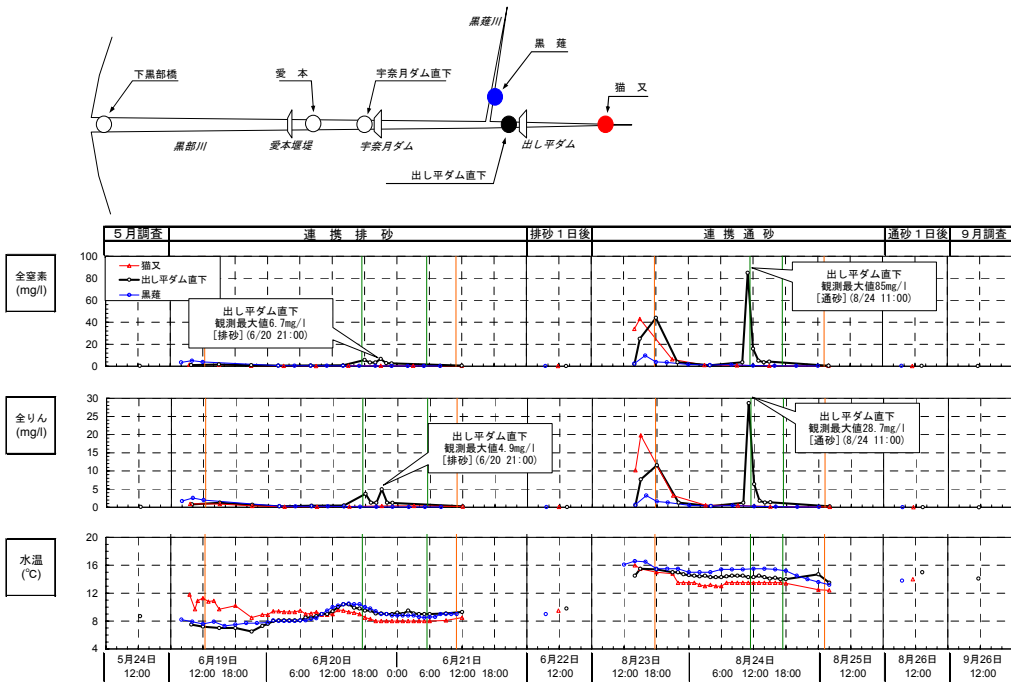 黒薙川
黒 薙
下黒部橋
愛 本
宇奈月ダム直下
猫 又
黒部川
愛本堰堤
宇奈月ダム
出し平ダム
出し平ダム直下
５月調査
連 携 排 砂
排砂１日後
連 携 通 砂
通砂１日後
９月調査
全窒素
(mg/l)
100
80
60
40
20
0
猫又
出し平ダム直下
黒薙
出し平ダム直下
観測最大値6.7mg/l
[排砂](6/20 21:00)
出し平ダム直下
観測最大値85mg/l
[通砂](8/24 11:00)
全りん
(mg/l)
30
25
20
15
10
5
0
出し平ダム直下
観測最大値4.9mg/l
[排砂](6/20 21:00)
出し平ダム直下
観測最大値28.7mg/l
[通砂](8/24 11:00)
水温
(℃)
20
16
12
8
4
5月24日
6月19日
6月20日
6月21日
6月22日
8月23日
8月24日
8月25日
8月26日
9月26日
12:00
12:00 18:00
6:00 12:00 18:00 0:00 6:00 12:00 18:00
12:00
12:00 18:00
6:00 12:00 18:00
12:00
12:00
12:00